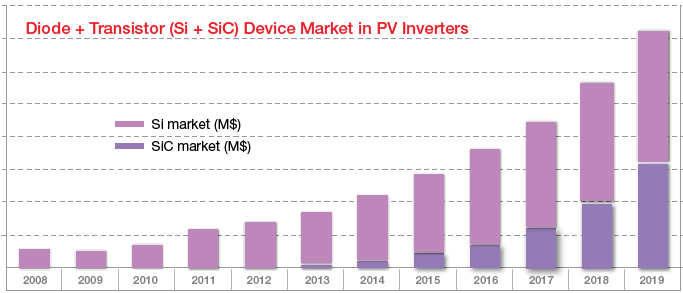 Diode + Transistor (Si + SiC) Device Market in PV Inverters
Si market (M$)
SiC market (M$)
2008 2009 2010 2011 2012 2013 2014 2015 2016 2017 2018 2019